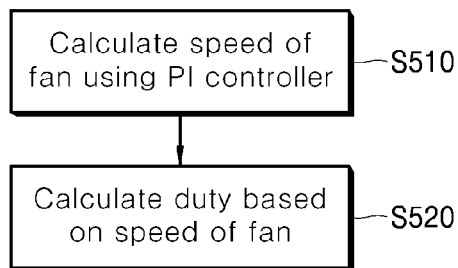 Calculate speed of
fan using PI controller
S510
Calculate duty based
on speed of fan
S520